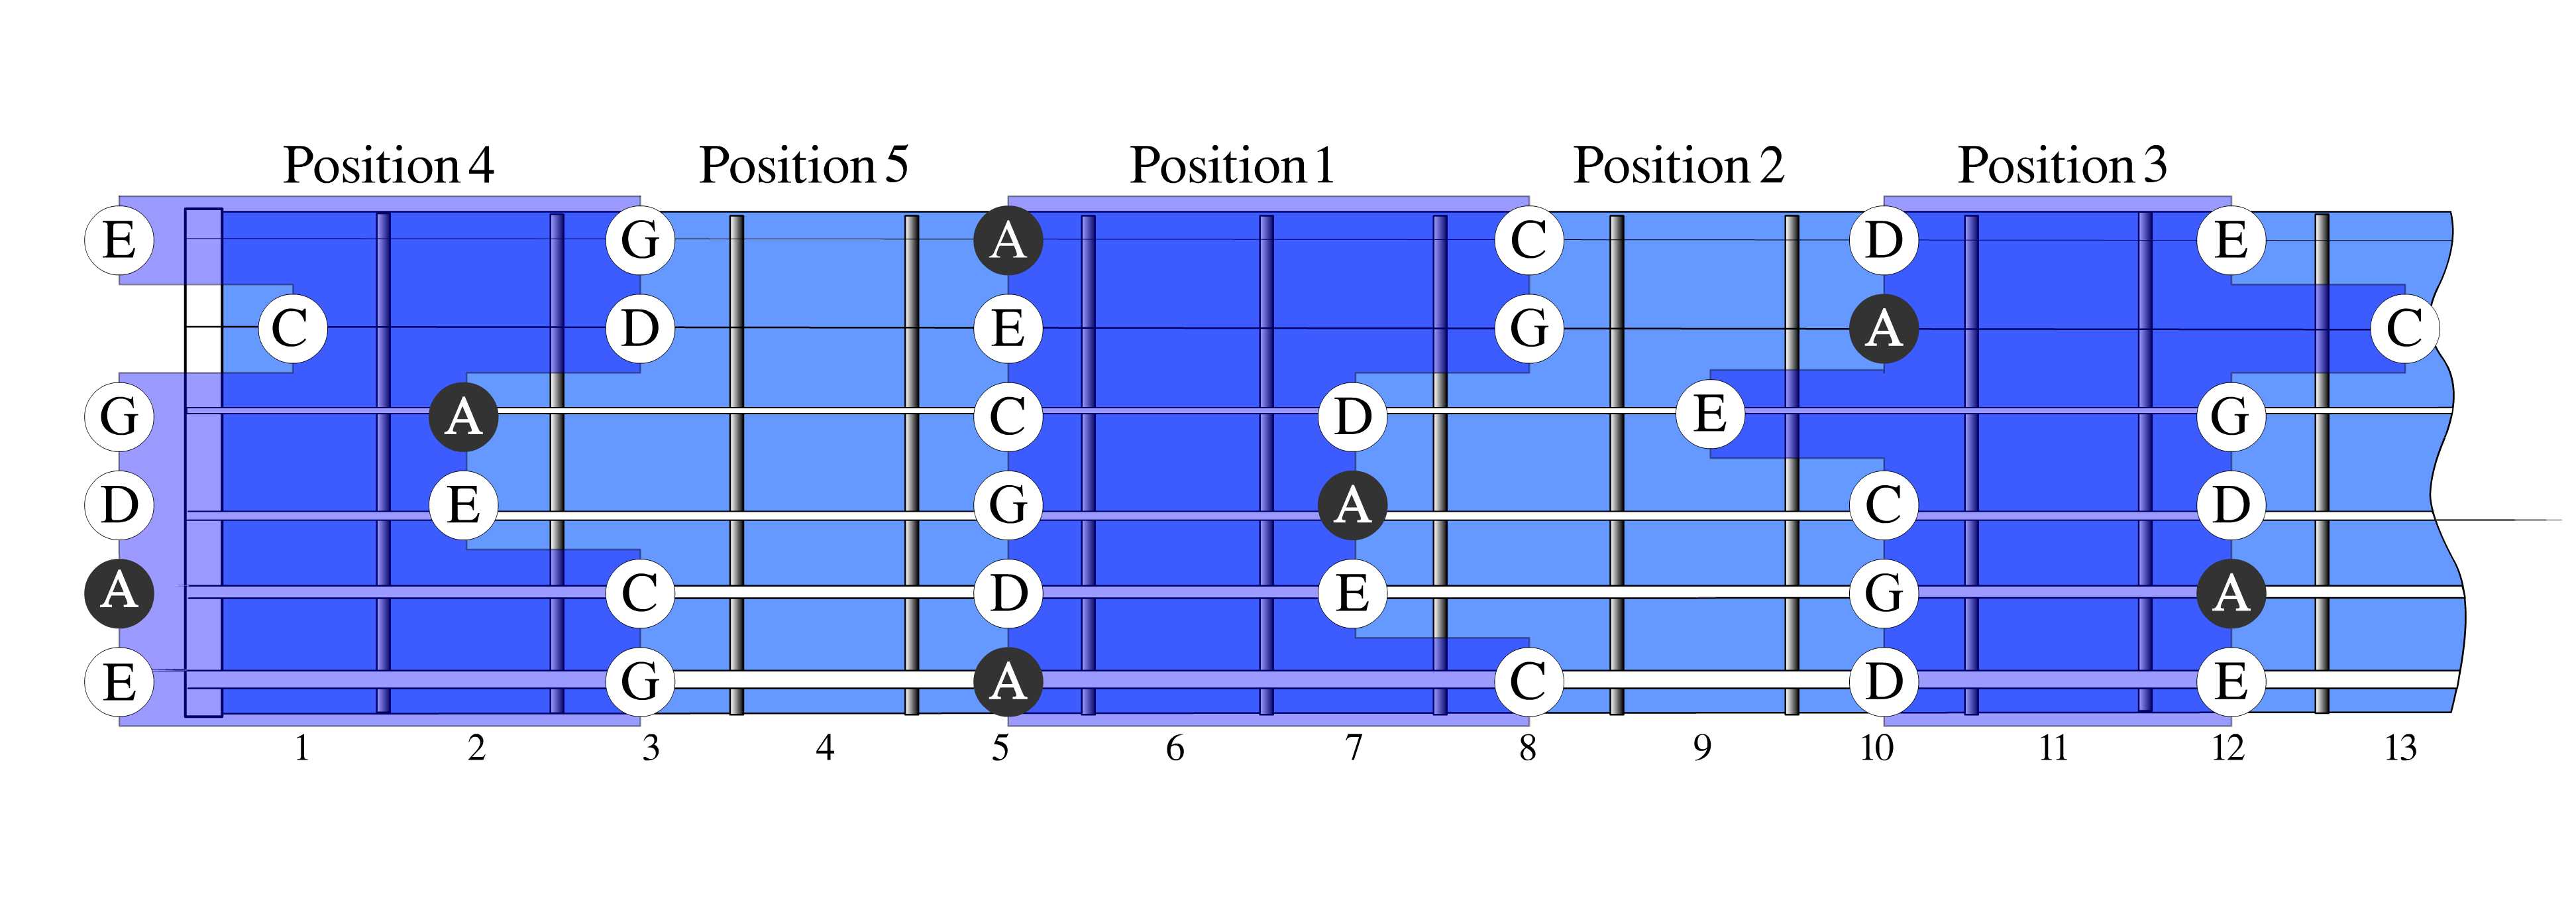 Position 4 Position 5 Position 1 Position 2 Position 3
E G A C D E
C D E G A C
G A C D E G
D E G A C D
A C D E G A
E G A C D E
1 2 3 4 5 6 7 8 9 10 11 12 13